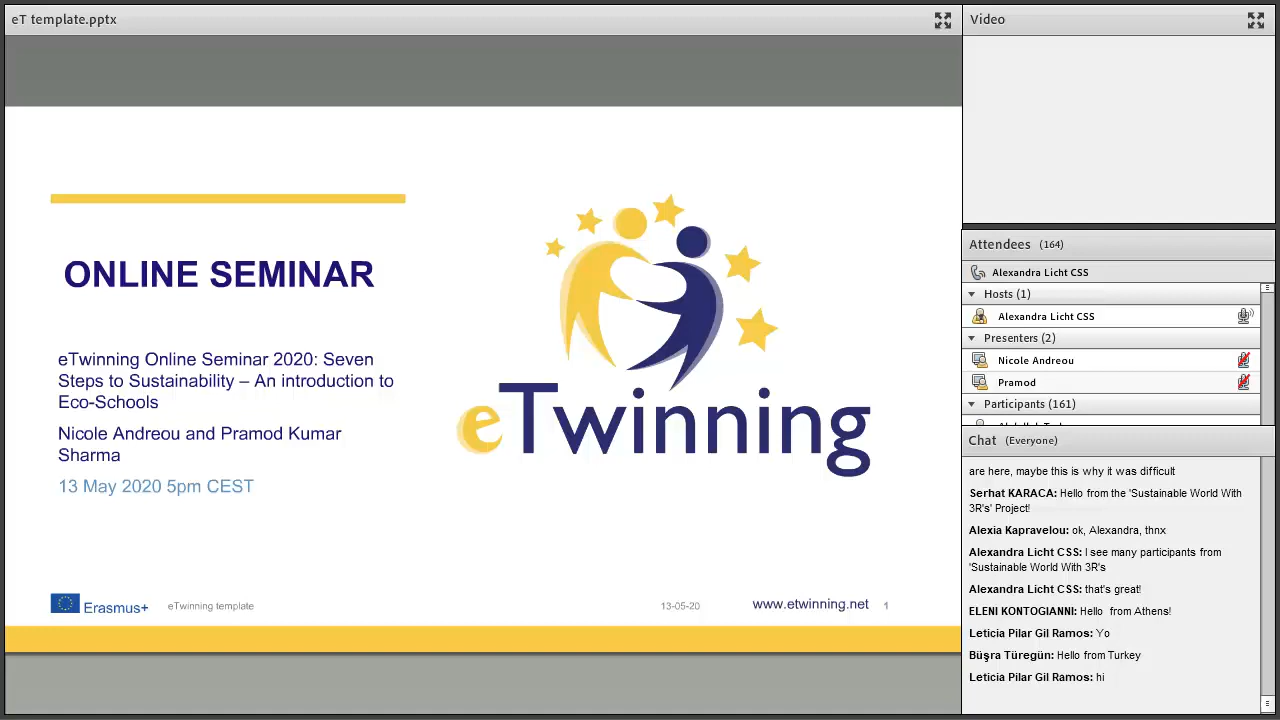 eT template.pptx
Video
ONLINE SEMINAR
eTwinning Online Seminar 2020: Seven
Steps to Sustainability – An introduction to
Eco-Schools
Nicole Andreou and Pramod Kumar
Sharma
13 May 2020 5pm CEST
eTwinning
Erasmus+
eTwinning template
13-05-20
www.etwinning.net
1
Attendees (164)
Alexandra Licht CSS
Hosts (1)
Alexandra Licht CSS
Presenters (2)
Nicole Andreou
Pramod
Participants (161)
Chat (Everyone)
are here, maybe this is why it was difficult
Serhat KARACA: Hello from the 'Sustainable World With
3R's' Project!
Alexia Kapravelou: ok, Alexandra, thnx
Alexandra Licht CSS: I see many participants from
'Sustainable World With 3R's
Alexandra Licht CSS: that's great!
ELENI KONTOGIANNI: Hello from Athens!
Leticia Pilar Gil Ramos: Yo
Büşra Türegün: Hello from Turkey
Leticia Pilar Gil Ramos: hi